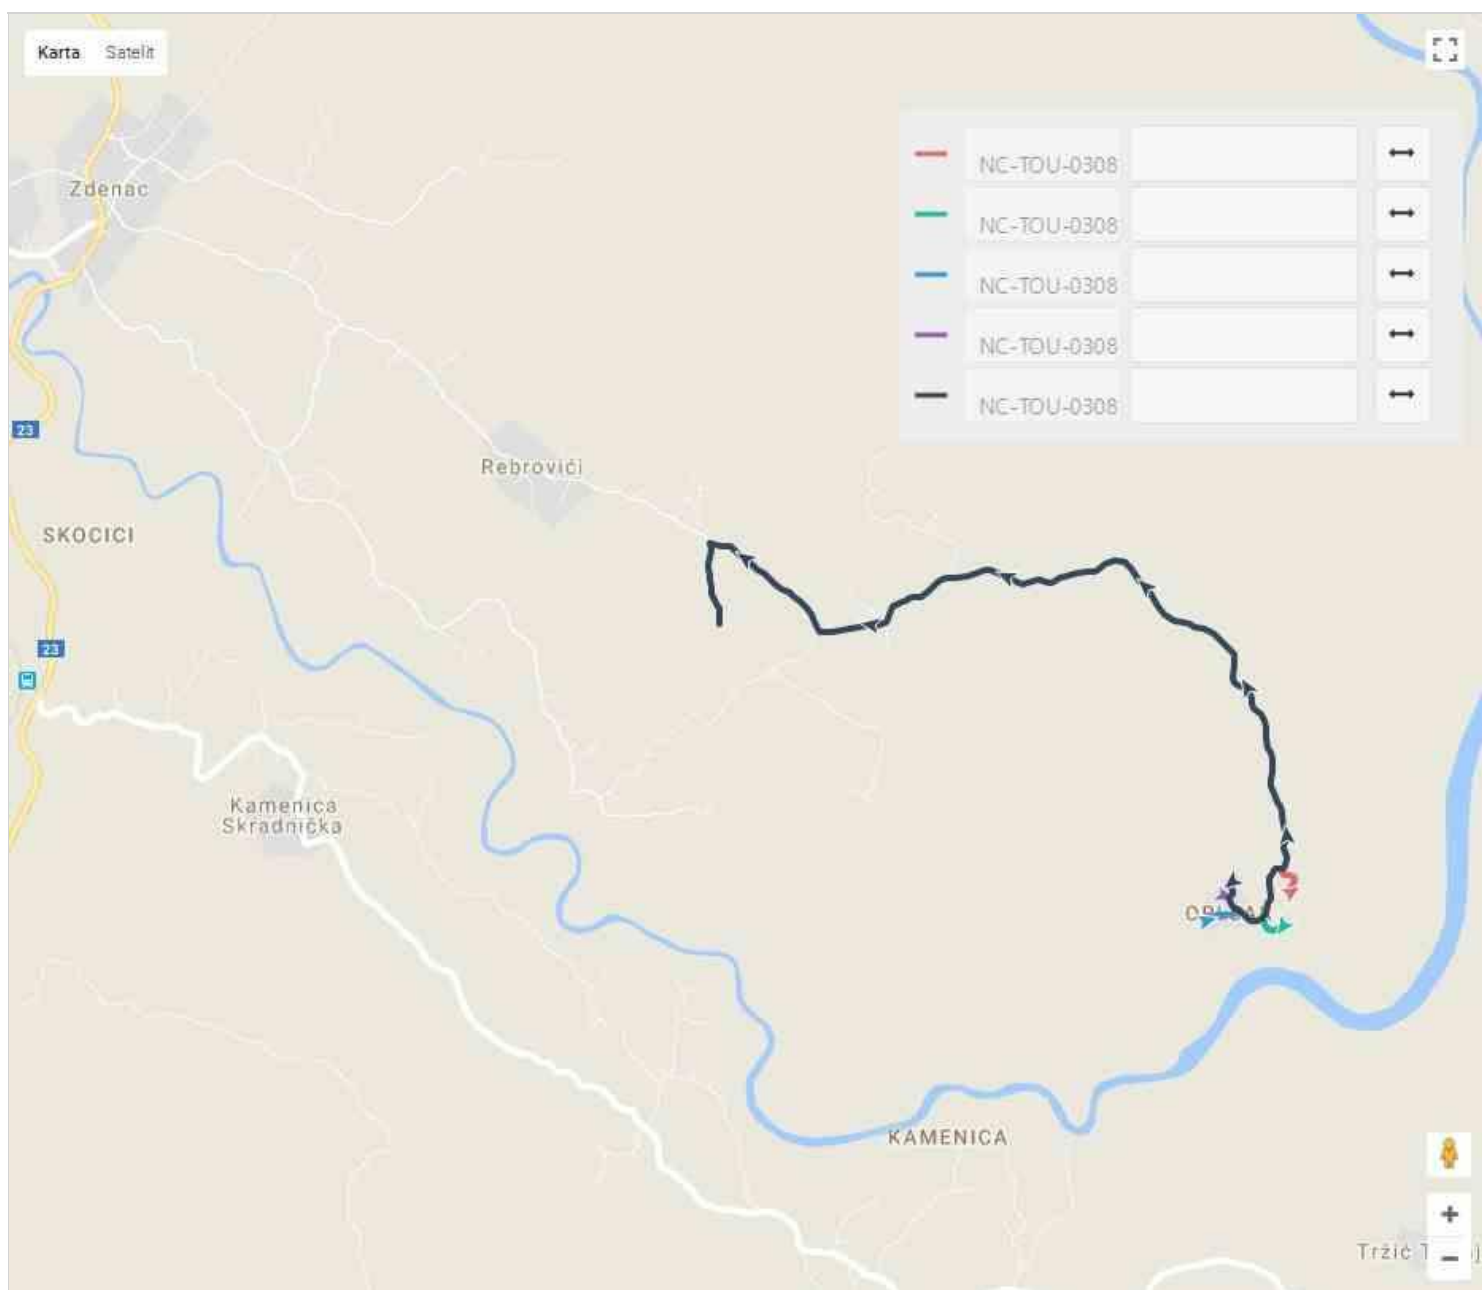 Karta Satelit
Zdenac
NC-TOU-0308
NC-TOU-0308
NC-TOU-0308
NC-TOU-0308
NC-TOU-0308
23
Rebrovići
SKOCICI
23
Kamenica
Skradnička
KAMENICA
Tržić